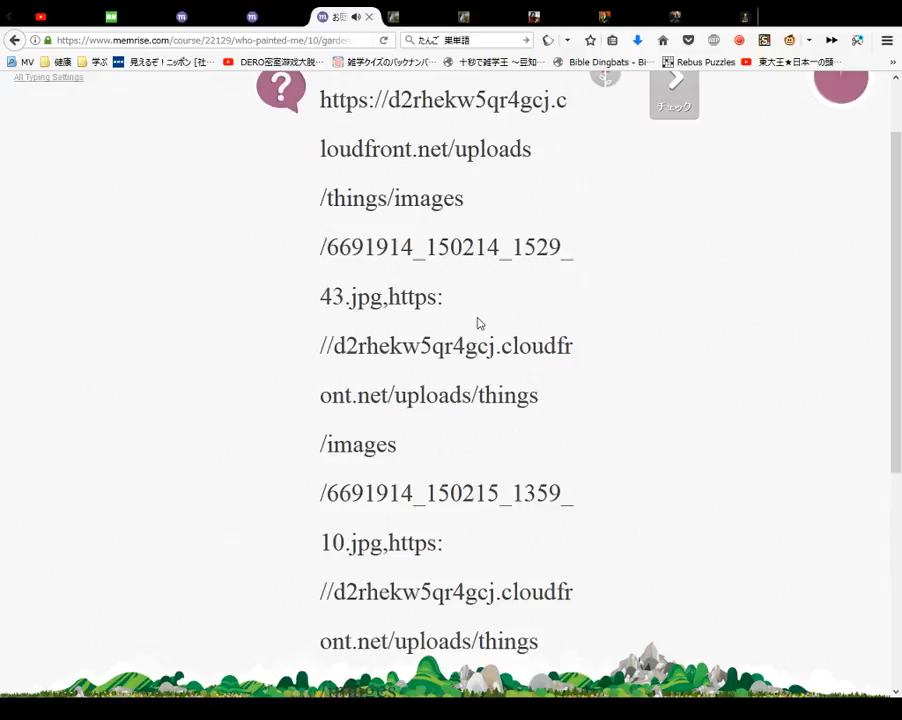 お庭
https://www.memrise.com/course/22129/who-painted-me/10/garden
たんご 果単語
MV
健康
学ぶ
見えるぞ！ニッポン [社…
DERO密室游戏大脱…
雑学クイズのバックナンバ…
十秒で雑学王 ～豆知…
Bible Dingbats - Bibl…
Rebus Puzzles
東大王★日本一の頭…
All Typing Settings
?
チェック
https://d2rhekw5qr4gcj.c
loudfront.net/uploads
/things/images
/6691914_150214_1529_
43.jpg,https:
//d2rhekw5qr4gcj.cloudfr
ont.net/uploads/things
/images
/6691914_150215_1359_
10.jpg,https:
//d2rhekw5qr4gcj.cloudfr
ont.net/uploads/things
/images